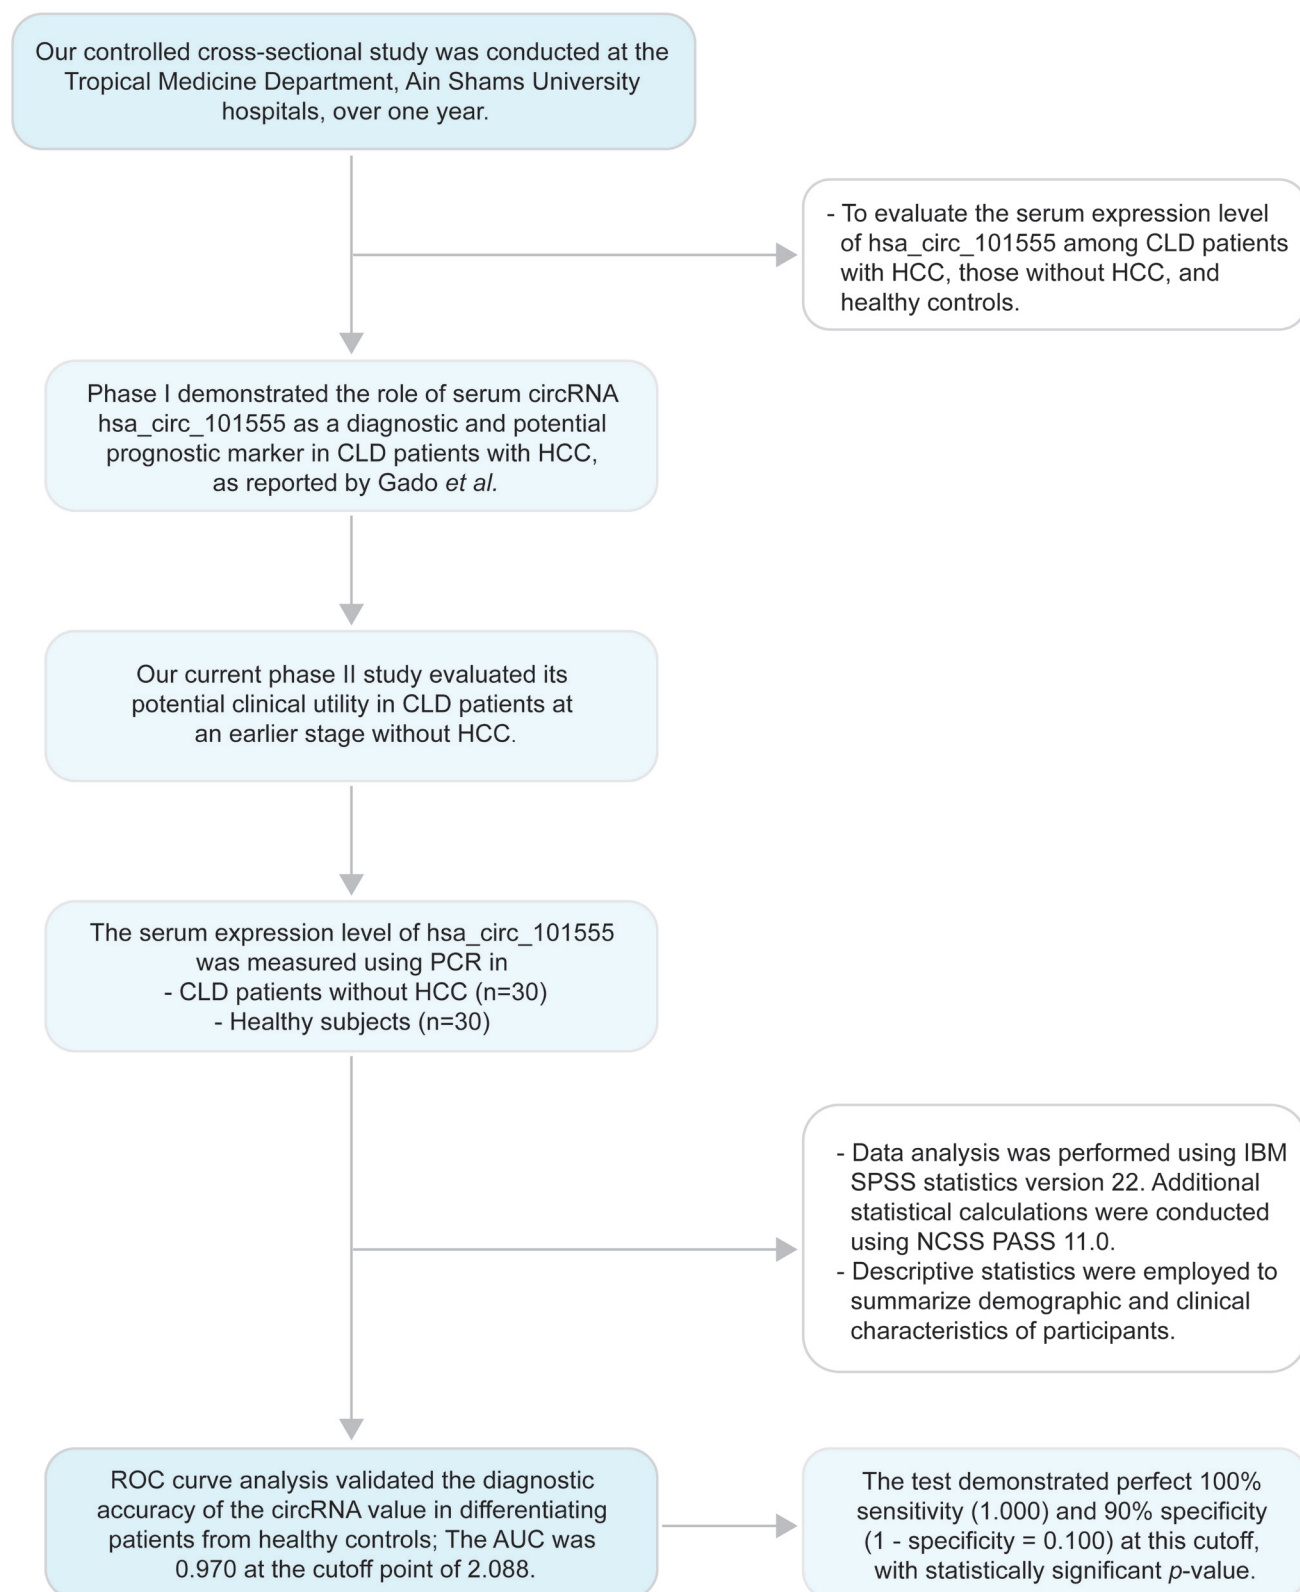 Our controlled cross-sectional study was conducted at the
Tropical Medicine Department, Ain Shams University
hospitals, over one year.
- To evaluate the serum expression level
of hsa_circ_101555 among CLD patients
with HCC, those without HCC, and
healthy controls.
Phase I demonstrated the role of serum circRNA
hsa_circ_101555 as a diagnostic and potential
prognostic marker in CLD patients with HCC,
as reported by Gado et al.
Our current phase II study evaluated its
potential clinical utility in CLD patients at
an earlier stage without HCC.
The serum expression level of hsa_circ_101555
was measured using PCR in
- CLD patients without HCC (n=30)
- Healthy subjects (n=30)
- Data analysis was performed using IBM
SPSS statistics version 22. Additional
statistical calculations were conducted
using NCSS PASS 11.0.
- Descriptive statistics were employed to
summarize demographic and clinical
characteristics of participants.
ROC curve analysis validated the diagnostic
accuracy of the circRNA value in differentiating
patients from healthy controls; The AUC was
0.970 at the cutoff point of 2.088.
The test demonstrated perfect 100%
sensitivity (1.000) and 90% specificity
(1 - specificity = 0.100) at this cutoff,
with statistically significant p-value.